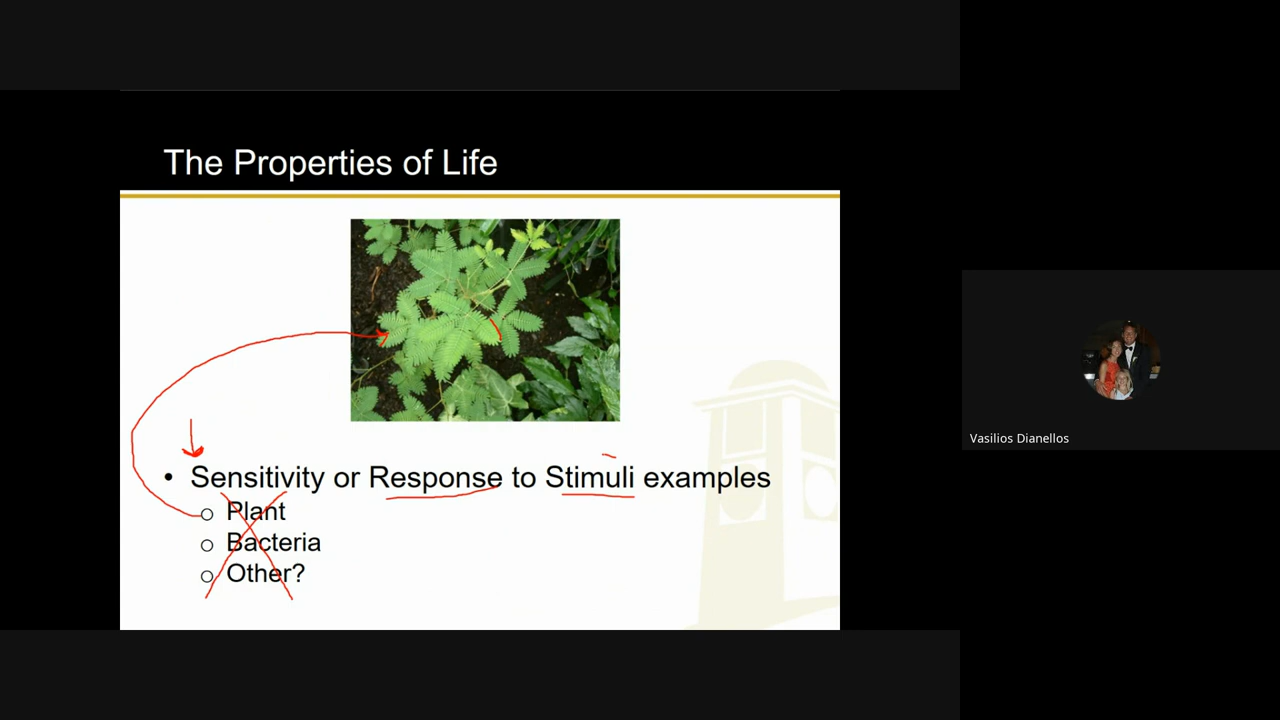 The Properties of Life
• Sensitivity or Response to Stimuli examples
o Plant
o Bacteria
o Other?
Vasilios Dianellos